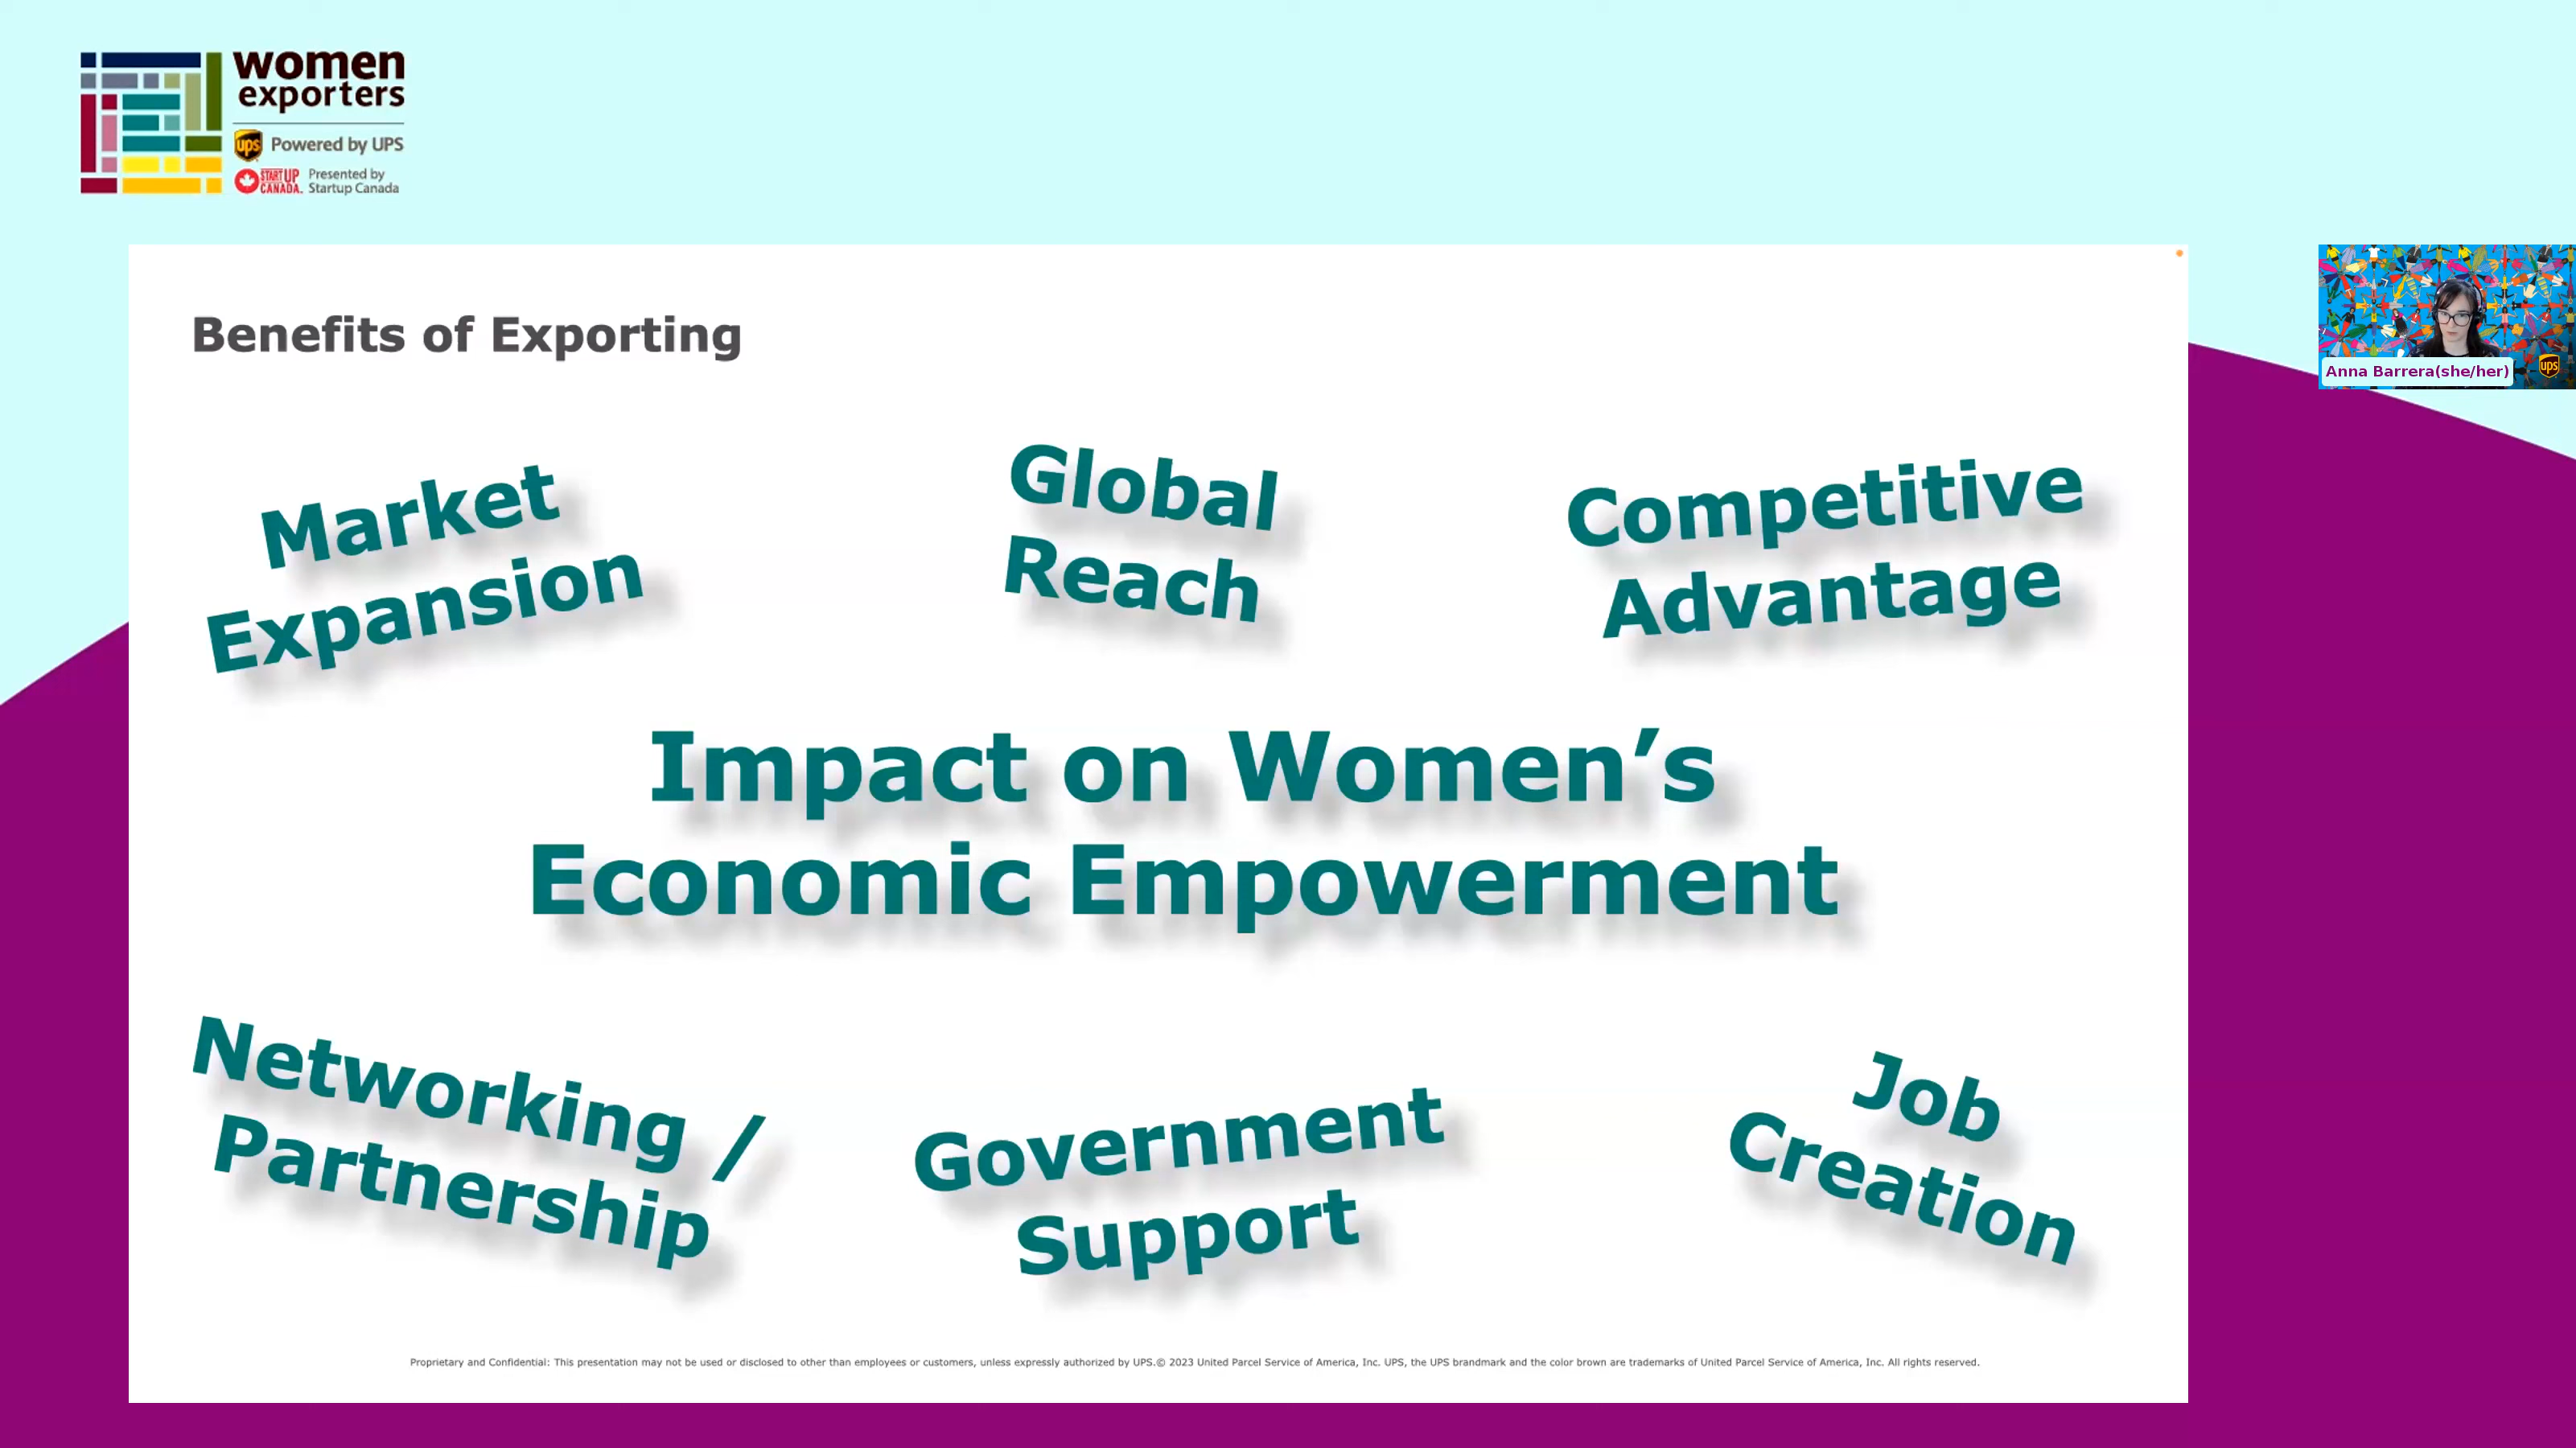 women
exporters
ups Powered by UPS
STARTUP CANADA. Presented by
Startup Canada
Benefits of Exporting
Anna Barrera(she/her)
ups
Market
Expansion
Global
Reach
Competitive
Advantage
Impact on Women’s
Economic Empowerment
Networking /
Partnership
Government
Support
Job
Creation
Proprietary and Confidential: This presentation may not be used or disclosed to other than employees or customers, unless expressly authorized by UPS.© 2023 United Parcel Service of America, Inc. UPS, the UPS brandmark and the color brown are trademarks of United Parcel Service of America, Inc. All rights reserved.